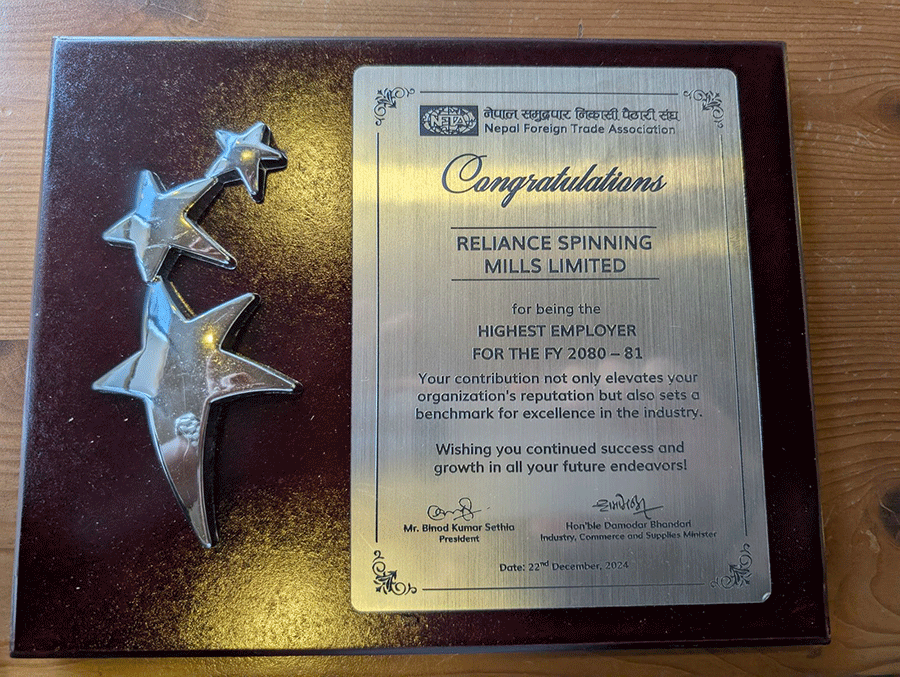 NFTA
नेपाल समुद्रपार निकासी पैठारी संघ
Nepal Foreign Trade Association
Congratulations
RELIANCE SPINNING
MILLS LIMITED
for being the
HIGHEST EMPLOYER
FOR THE FY 2080 – 81
Your contribution not only elevates your
organization's reputation but also sets a
benchmark for excellence in the industry.
Wishing you continued success and
growth in all your future endeavors!
Mr. Binod Kumar Sethia
President
Hon'ble Damodar Bhandari
Industry, Commerce and Supplies Minister
Date: 22nd December, 2024